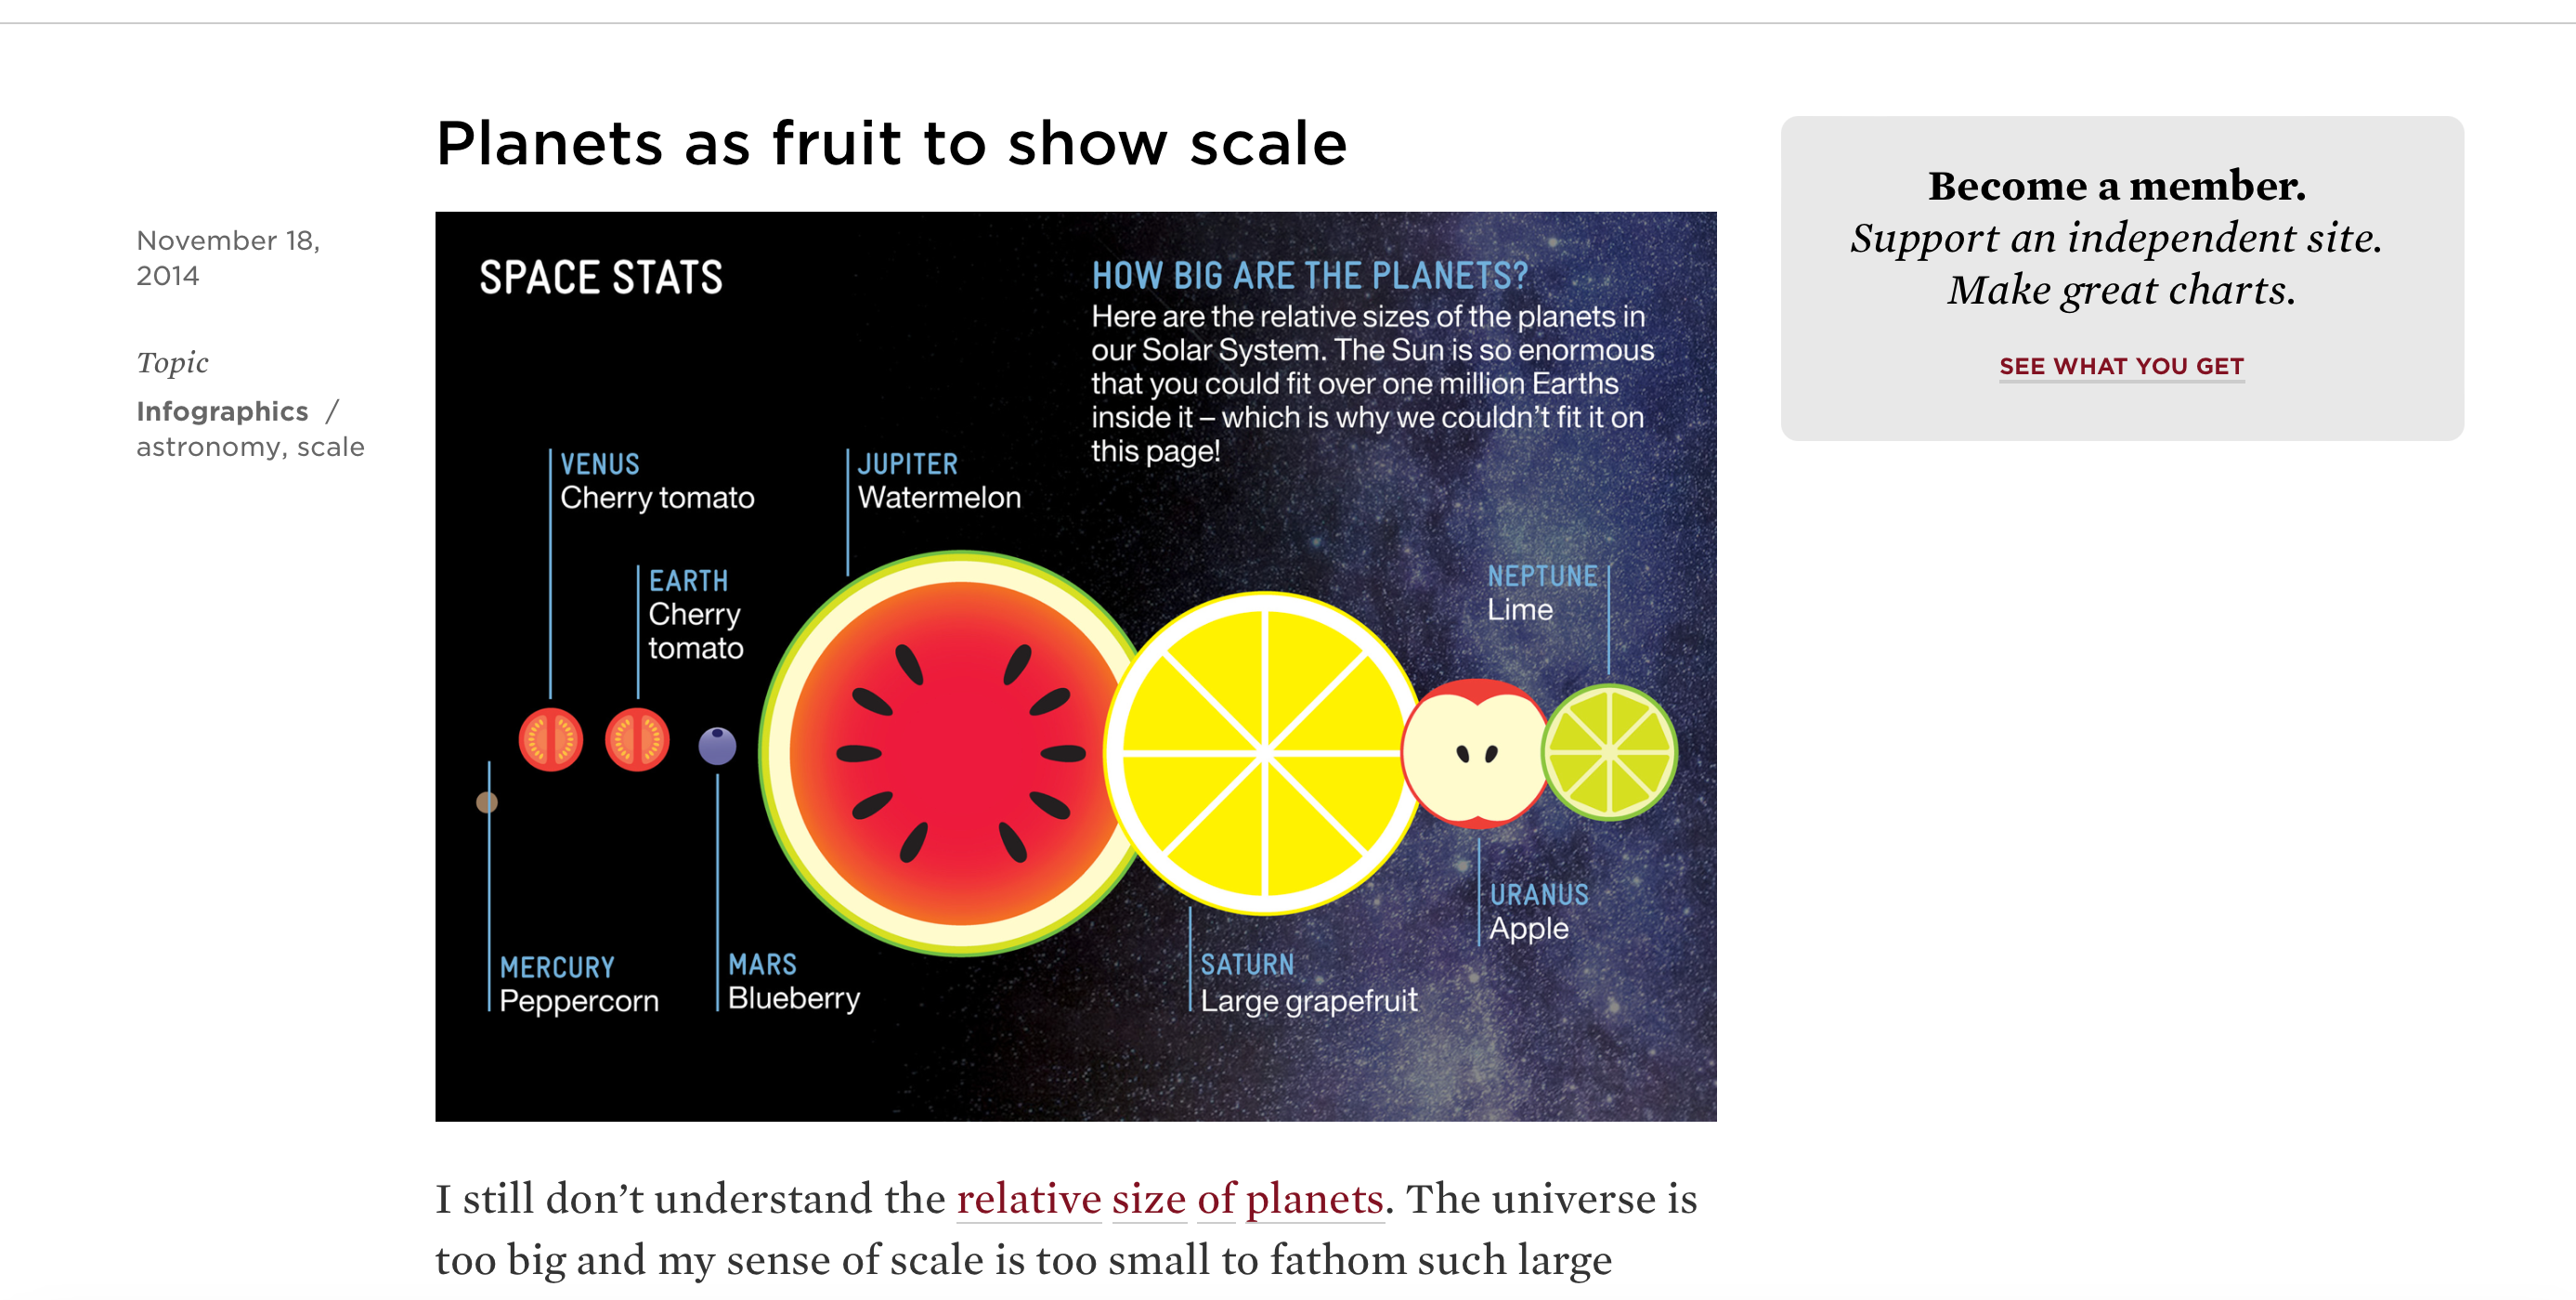 Planets as fruit to show scale
November 18,
2014
Topic
Infographics /
astronomy, scale
SPACE STATS
HOW BIG ARE THE PLANETS?
Here are the relative sizes of the planets in
our Solar System. The Sun is so enormous
that you could fit over one million Earths
inside it – which is why we couldn't fit it on
this page!
VENUS
Cherry tomato
JUPITER
Watermelon
EARTH
Cherry
tomato
NEPTUNE
Lime
URANUS
Apple
MERCURY
Peppercorn
MARS
Blueberry
SATURN
Large grapefruit
I still don’t understand the relative size of planets. The universe is
too big and my sense of scale is too small to fathom such large
Become a member.
Support an independent site.
Make great charts.
SEE WHAT YOU GET